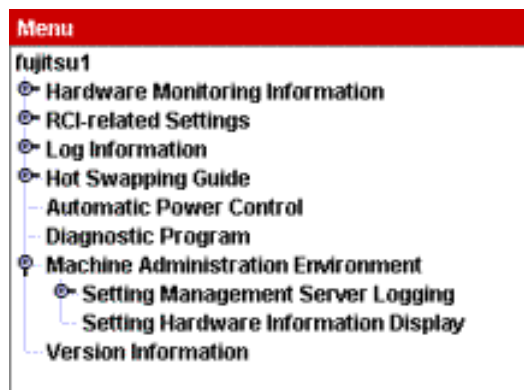 Menu
fujitsu1
Hardware Monitoring Information
RCI-related Settings
Log Information
Hot Swapping Guide
Automatic Power Control
Diagnostic Program
Machine Administration Environment
Setting Management Server Logging
Setting Hardware Information Display
Version Information